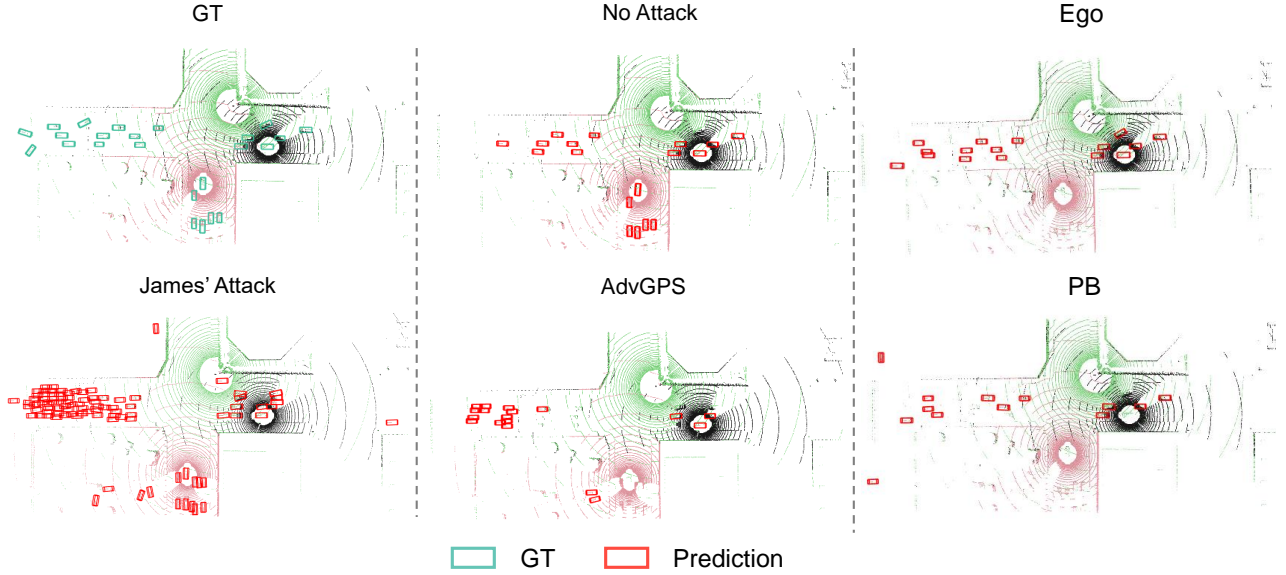 GT
No Attack
Ego
James' Attack
AdvGPS
PB
GT
Prediction